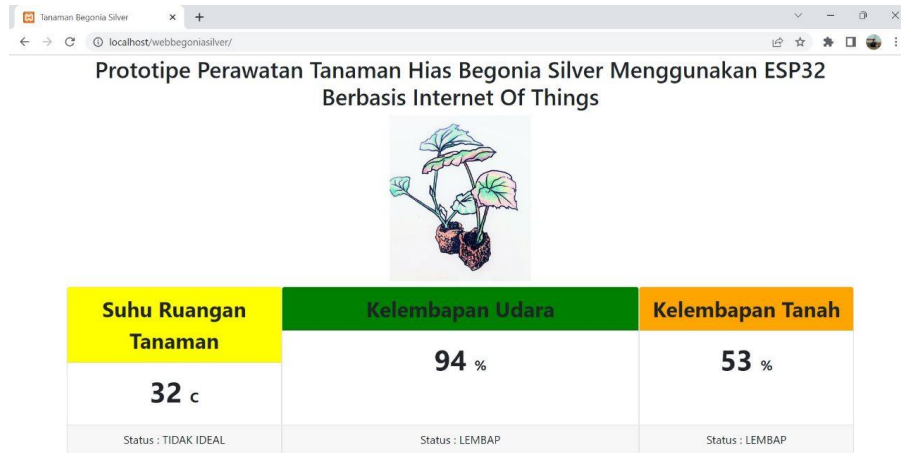 Tanaman Begonia Silver
localhost/webbegoniasilver/
Prototipe Perawatan Tanaman Hias Begonia Silver Menggunakan ESP32
Berbasis Internet Of Things
Suhu Ruangan
Tanaman
32 C
Status : TIDAK IDEAL
Kelembapan Udara
94 %
Status : LEMBAP
Kelembapan Tanah
53 %
Status : LEMBAP